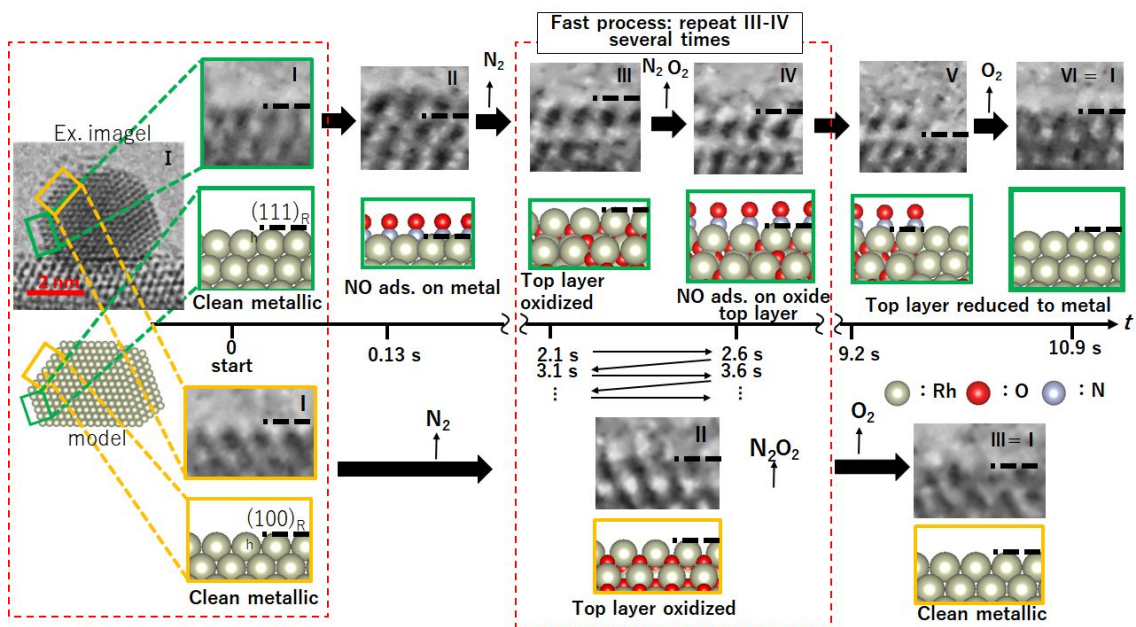 Fast process: repeat III-IV
several times
I
II
N₂
III
N₂ O₂
IV
V
O₂
VI = I
Ex. imagel
I
2 nm
(111)R
h
Clean metallic
NO ads. on metal
Top layer
oxidized
NO ads. on oxide
top layer
Top layer reduced to metal
t
0
start
0.13 s
2.1 s
2.6 s
3.1 s
3.6 s
⋮
⋮
9.2 s
10.9 s
: Rh
: O
: N
model
I
N₂
II
N₂O₂
O₂
III= I
(100)R
h
Clean metallic
Top layer oxidized
Clean metallic